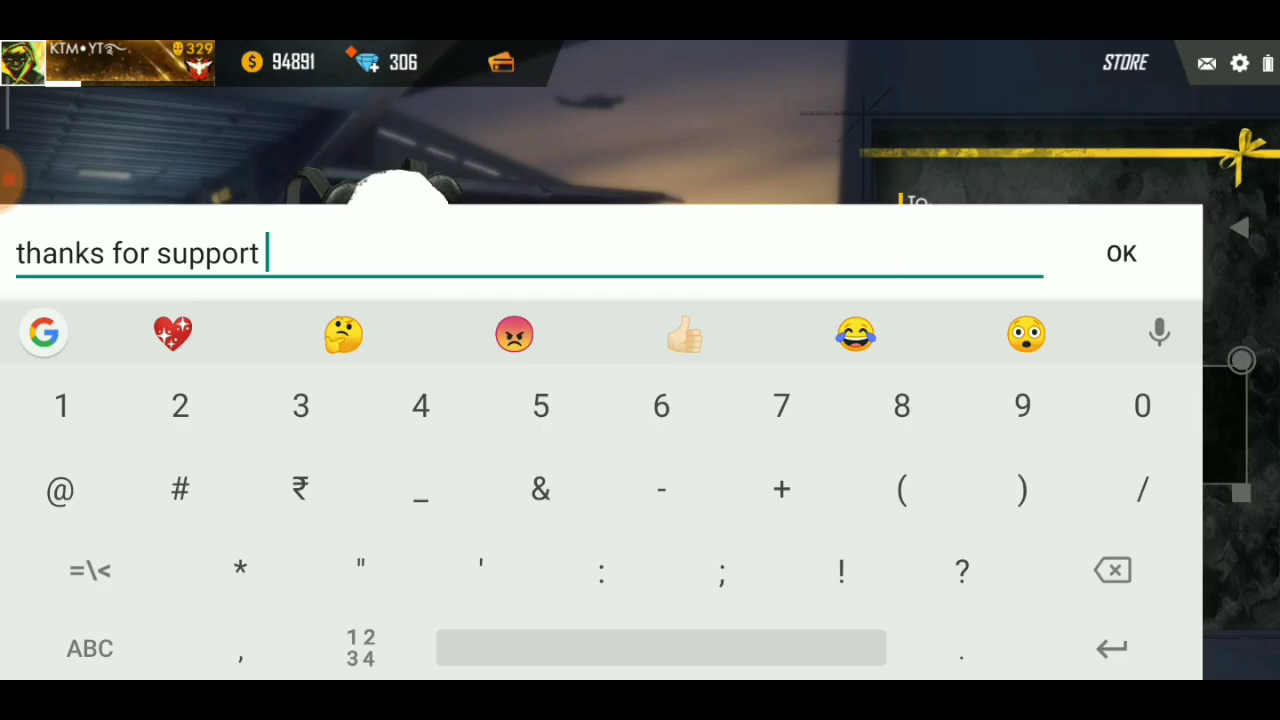 KTM•YT 329
94891
306
STORE
To
thanks for support
OK
1 2 3 4 5 6 7 8 9 0
@ # ₹ _ & - + ( ) /
=\< * " ' : ; ! ?
ABC , 12 34 .